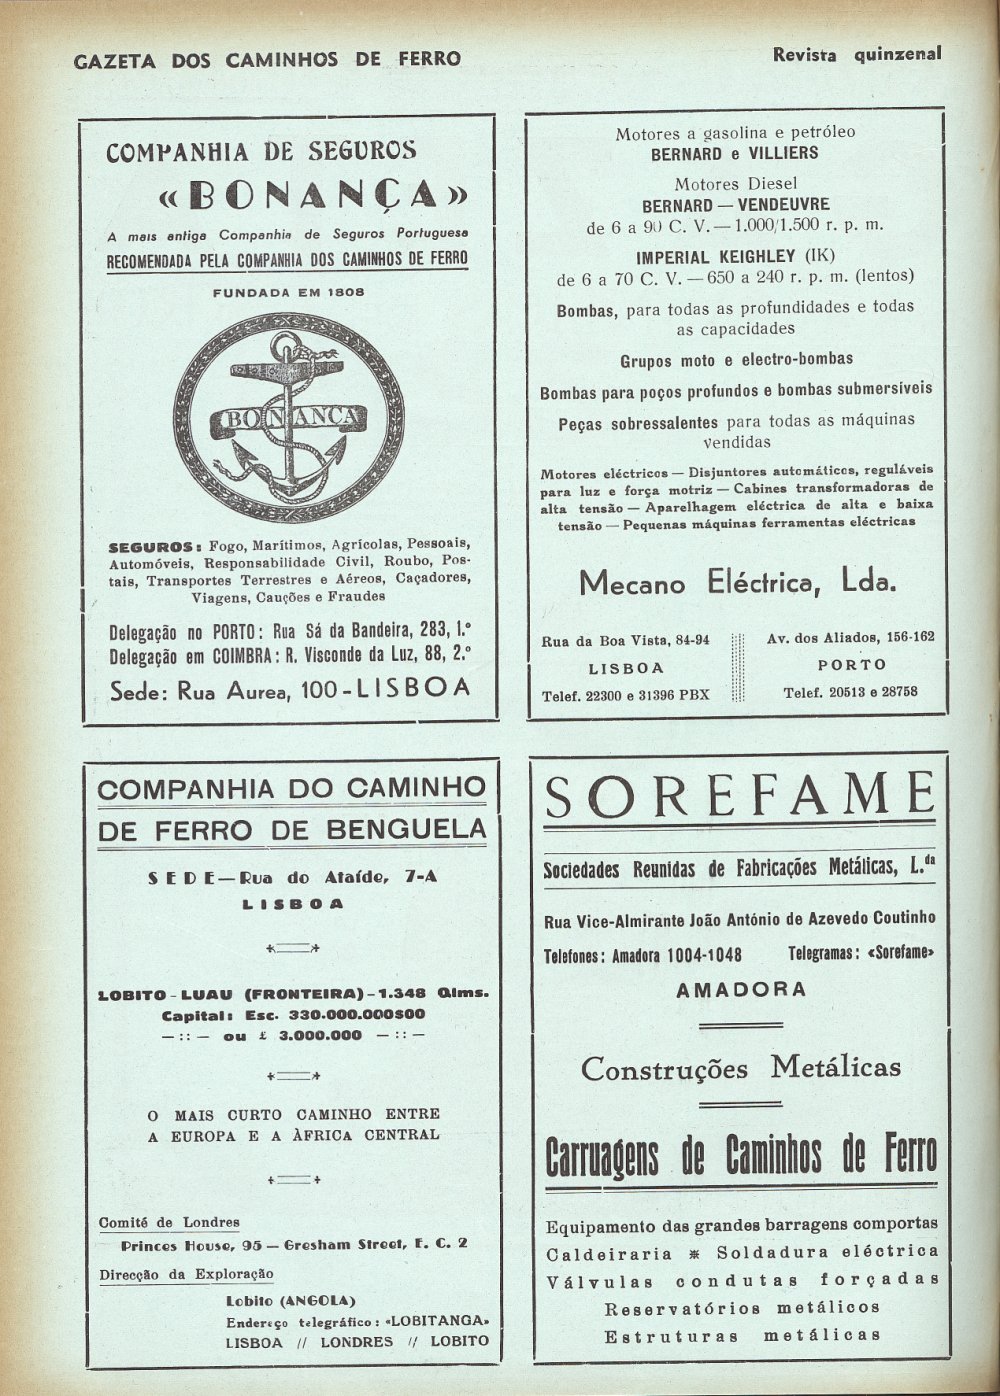 GAZETA DOS CAMINHOS DE FERRO
Revista quinzenal
COMPANHIA DE SEGUROS
«BONANÇA»
A mais antiga Companhia de Seguros Portuguesa
RECOMENDADA PELA COMPANHIA DOS CAMINHOS DE FERRO
FUNDADA EM 1808
BONANÇA
SEGUROS: Fogo, Marítimos, Agrícolas, Pessoais,
Automóveis, Responsabilidade Civil, Roubo, Pos-
tais, Transportes Terrestres e Aéreos, Caçadores,
Viagens, Cauções e Fraudes
Delegação no PORTO: Rua Sá da Bandeira, 283, 1.º
Delegação em COIMBRA: R. Visconde da Luz, 88, 2.º
Sede: Rua Aurea, 100-LISBOA
Motores a gasolina e petróleo
BERNARD e VILLIERS
Motores Diesel
BERNARD — VENDEUVRE
de 6 a 90 C. V. — 1.000/1.500 r. p. m.
IMPERIAL KEIGHLEY (IK)
de 6 a 70 C. V. — 650 a 240 r. p. m. (lentos)
Bombas, para todas as profundidades e todas
as capacidades
Grupos moto e electro-bombas
Bombas para poços profundos e bombas submersíveis
Peças sobressalentes para todas as máquinas
vendidas
Motores eléctricos — Disjuntores automáticos, reguláveis
para luz e força motriz — Cabines transformadoras de
alta tensão — Aparelhagem eléctrica de alta e baixa
tensão — Pequenas máquinas ferramentas eléctricas
Mecano Eléctrica, Lda.
Rua da Boa Vista, 84-94
LISBOA
Telef. 22300 e 31396 PBX
Av. dos Aliados, 156-162
PORTO
Telef. 20513 e 28758
COMPANHIA DO CAMINHO
DE FERRO DE BENGUELA
SEDE — Rua do Ataíde, 7-A
LISBOA
LOBITO - LUAU (FRONTEIRA) - 1.348 Qlms.
Capital: Esc. 330.000.000$00
— :: — ou £ 3.000.000 — :: —
O MAIS CURTO CAMINHO ENTRE
A EUROPA E A ÀFRICA CENTRAL
Comité de Londres
Princes House, 95 — Gresham Street, E. C. 2
Direcção da Exploração
Lobito (ANGOLA)
Endereço telegráfico: «LOBITANGA»
LISBOA // LONDRES // LOBITO
SOREFAME
Sociedades Reunidas de Fabricações Metálicas, L.da
Rua Vice-Almirante João António de Azevedo Coutinho
Telefones: Amadora 1004-1048 Telegramas: «Sorefame»
AMADORA
Construções Metálicas
Carruagens de Caminhos de Ferro
Equipamento das grandes barragens comportas
Caldeiraria * Soldadura eléctrica
Válvulas condutas forçadas
Reservatórios metálicos
Estruturas metálicas